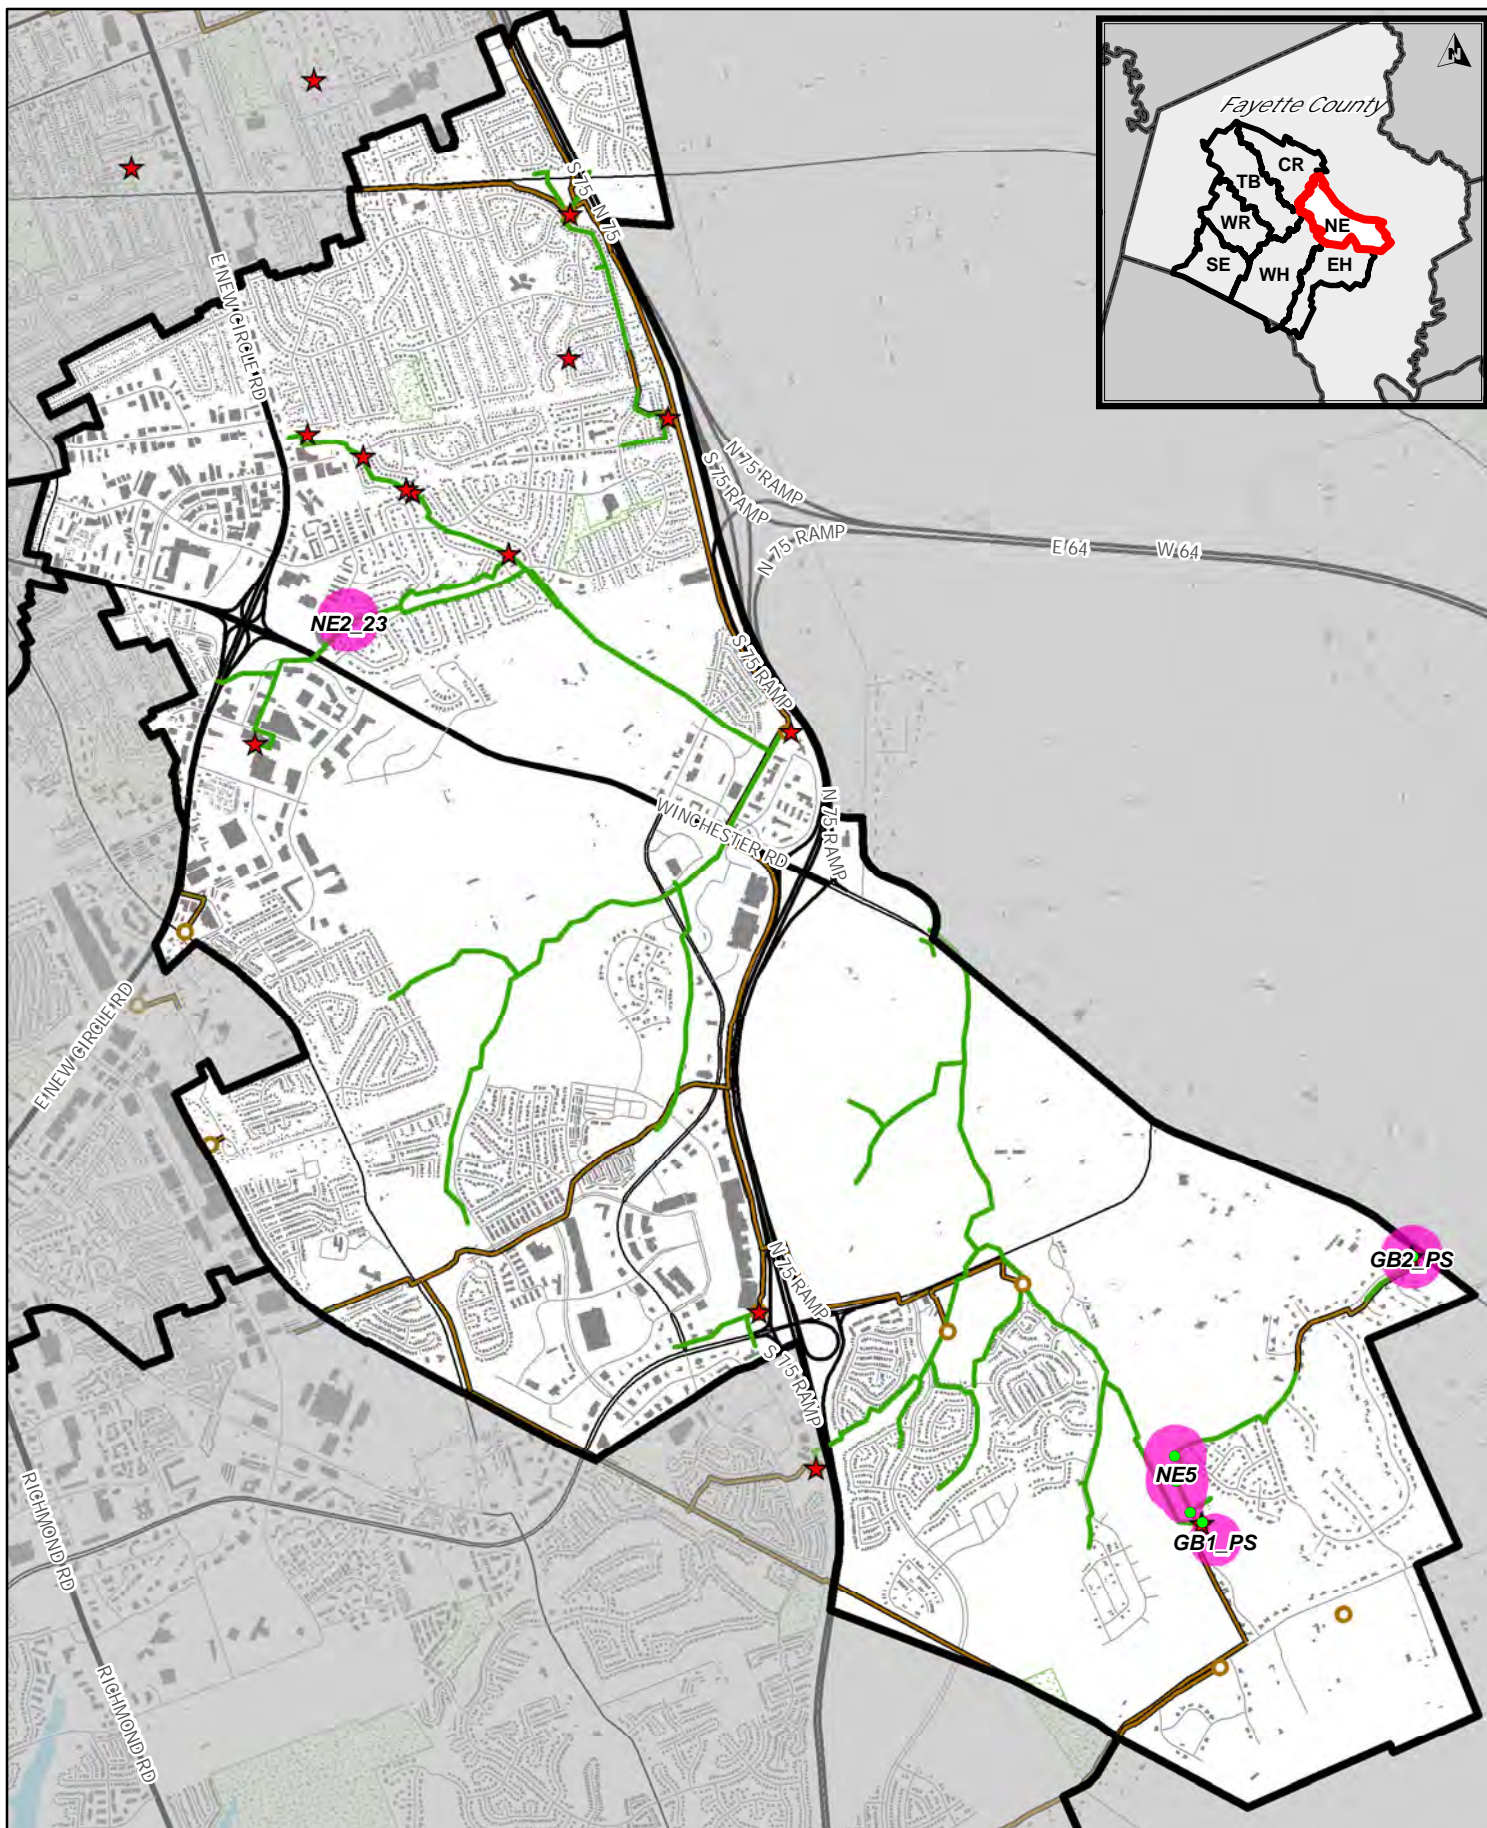 N
Fayette County
CR
TB
WR
NE
SE
WH
EH
S 75
N 75
E NEW CIRCLE RD
N 75 RAMP
S 75 RAMP
N 75 RAMP
E 64
W 64
NE2_23
S 75 RAMP
WINCHESTER RD
N 75 RAMP
E NEW CIRCLE RD
N 75 RAMP
GB2_PS
S 75 RAMP
NE5
GB1_PS
RICHMOND RD
RICHMOND RD